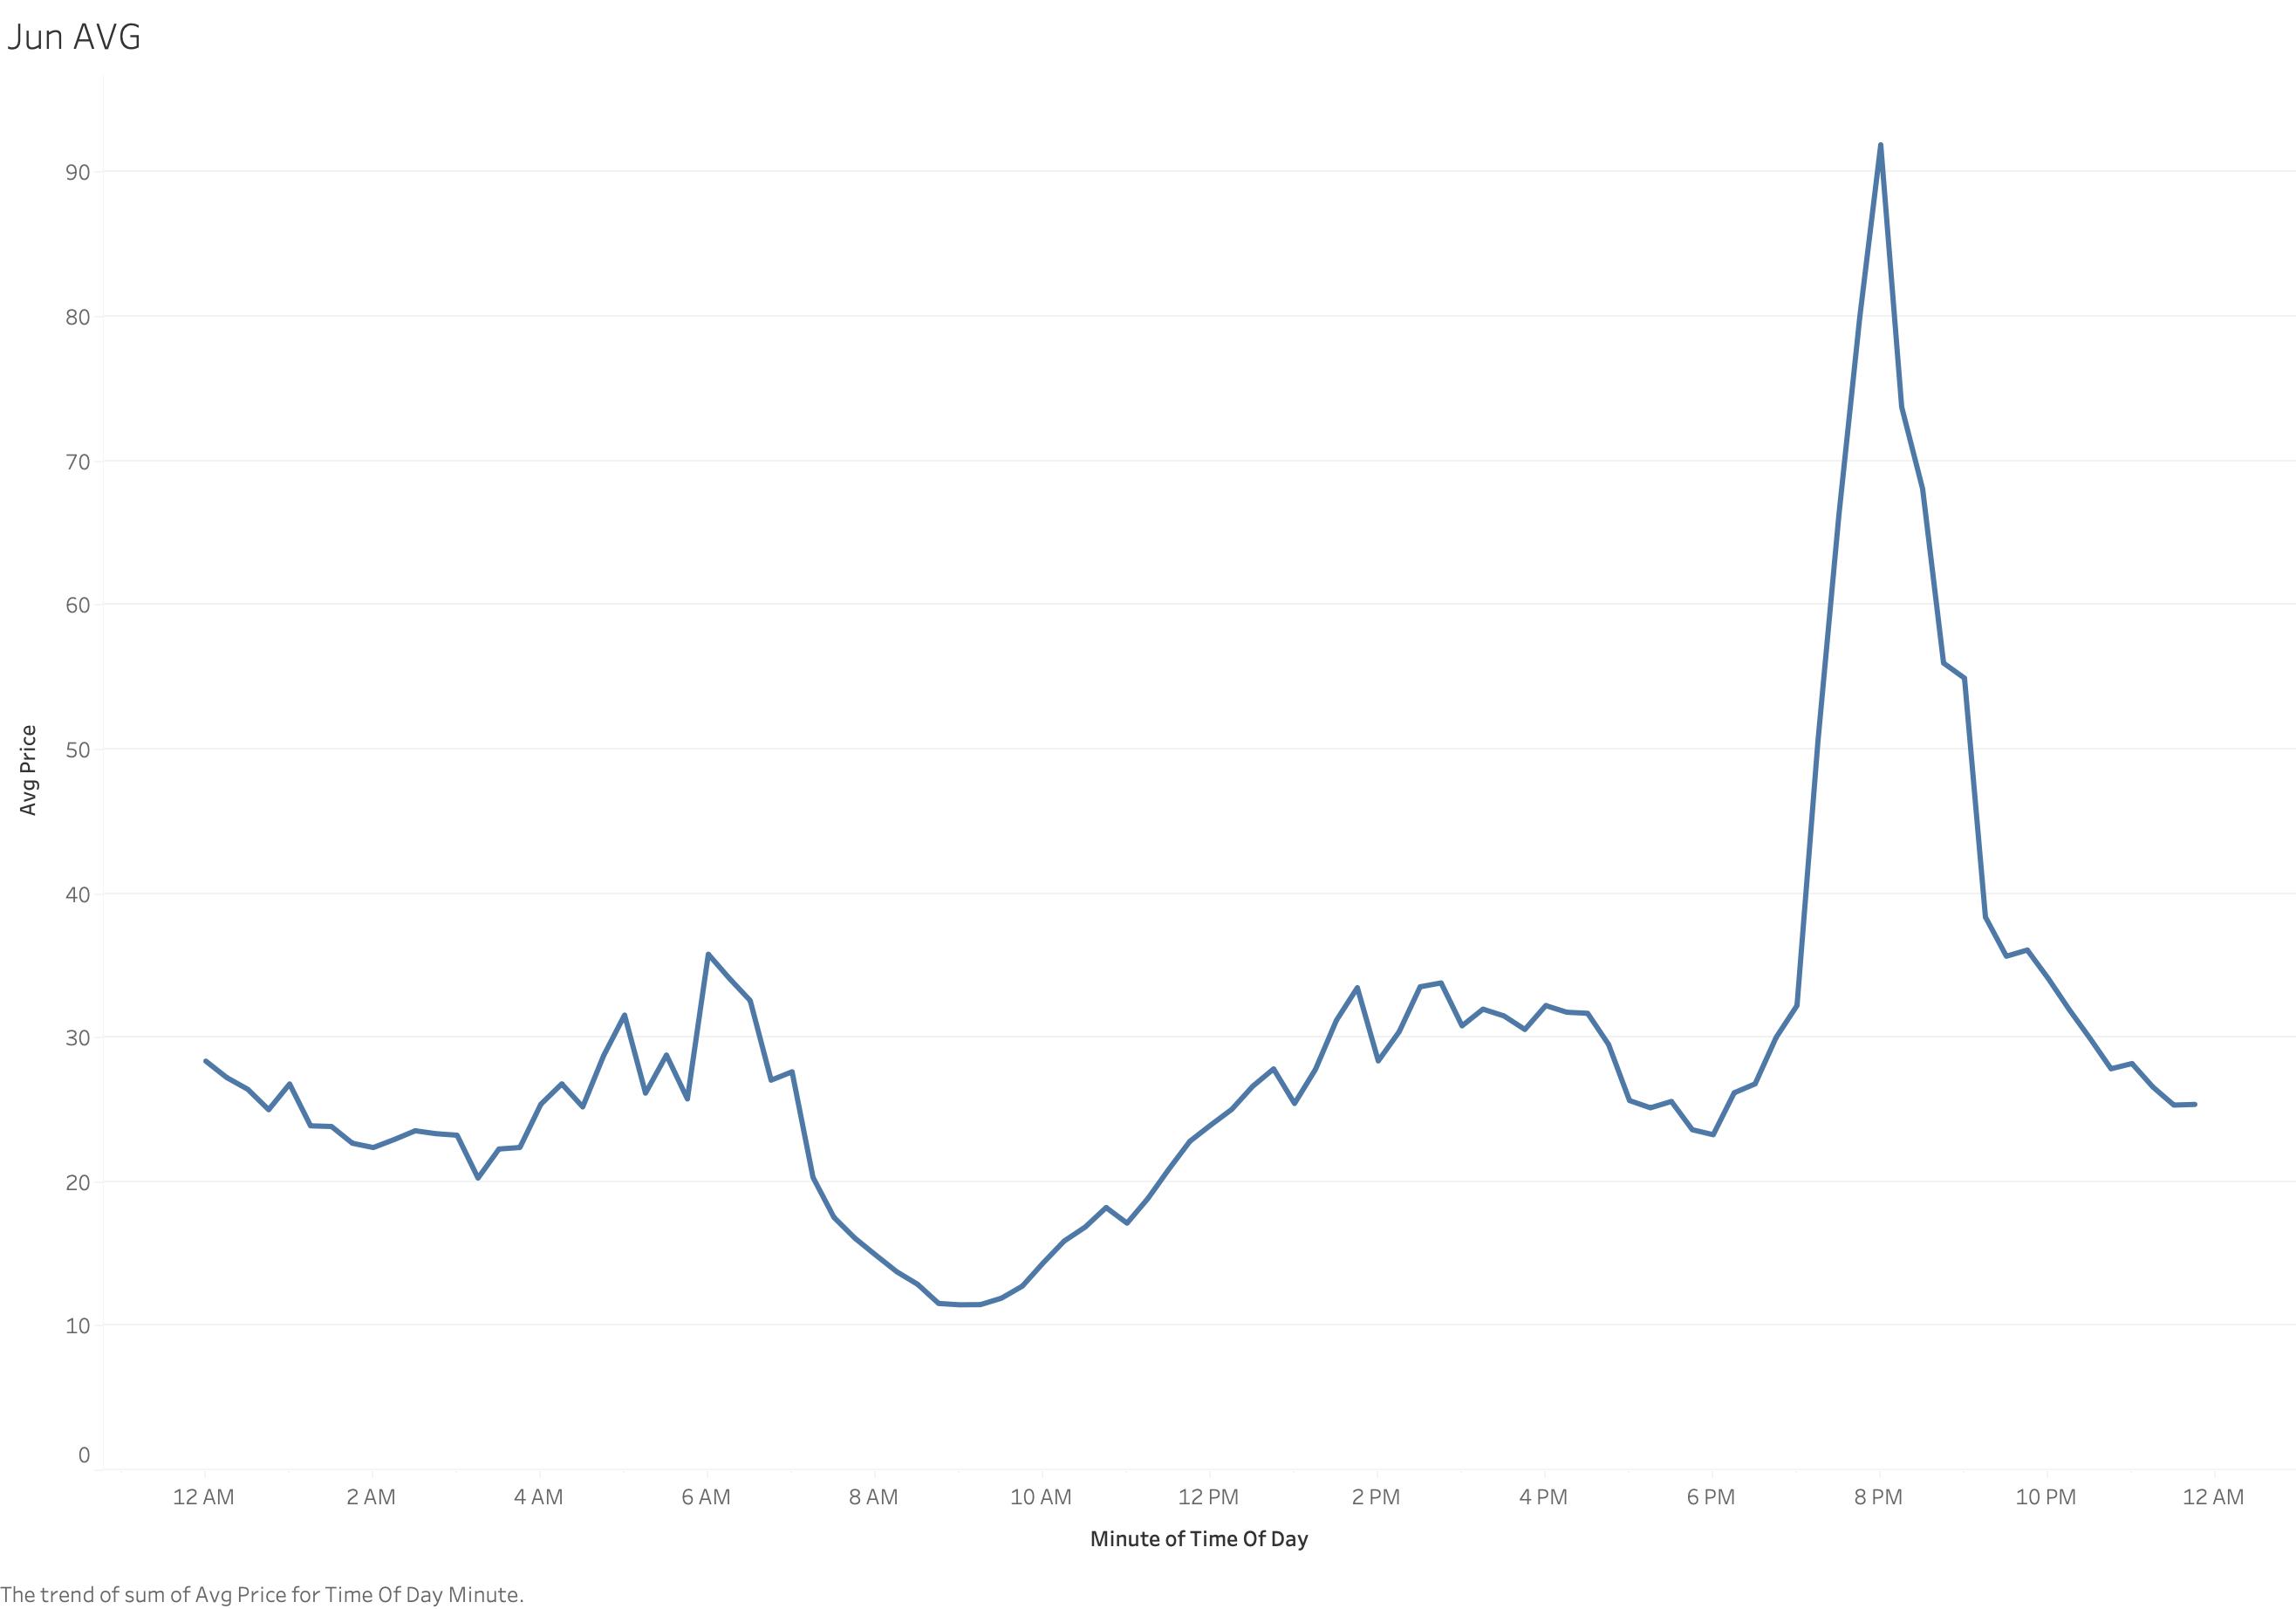 Jun AVG
90
80
70
60
50
40
30
20
10
0
Avg Price
12 AM 2 AM 4 AM 6 AM 8 AM 10 AM 12 PM 2 PM 4 PM 6 PM 8 PM 10 PM 12 AM
Minute of Time Of Day
The trend of sum of Avg Price for Time Of Day Minute.